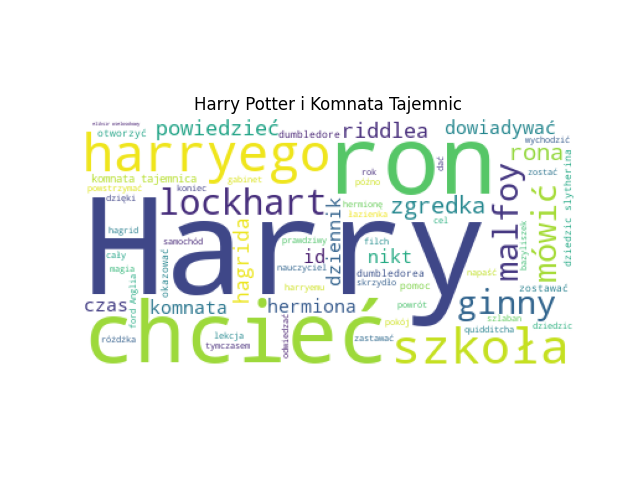 Harry Potter i Komnata Tajemnic
eliksir wielosokowy
otworzyć
powiedzieć
dumbledore
riddlea
dowiadywać
wychodzić
harryego
ron
rona
dać
komnata tajemnica
gabinet
rok
późno
zostać
powstrzymać
koniec
dzięki
lockhart
dziennik
hermionę
łazienka
zgredka
malfoy
mówić
dziedzic slytherina
hagrid
Harry
samochód
hagrida
prawdziwy
filch
cel
cały
okazować
id
nikt
bazyliszek
magia
nauczyciel
dumbledorea
skrzydło
napaść
ford Anglia
harryemu
pomoc
zostawać
czas
komnata
hermiona
powrót
ginny
chcieć
pokój
szlaban
quidditcha
dziedzic
różdżka
lekcja
tymczasem
odwiedzać
zastawać
szkoła